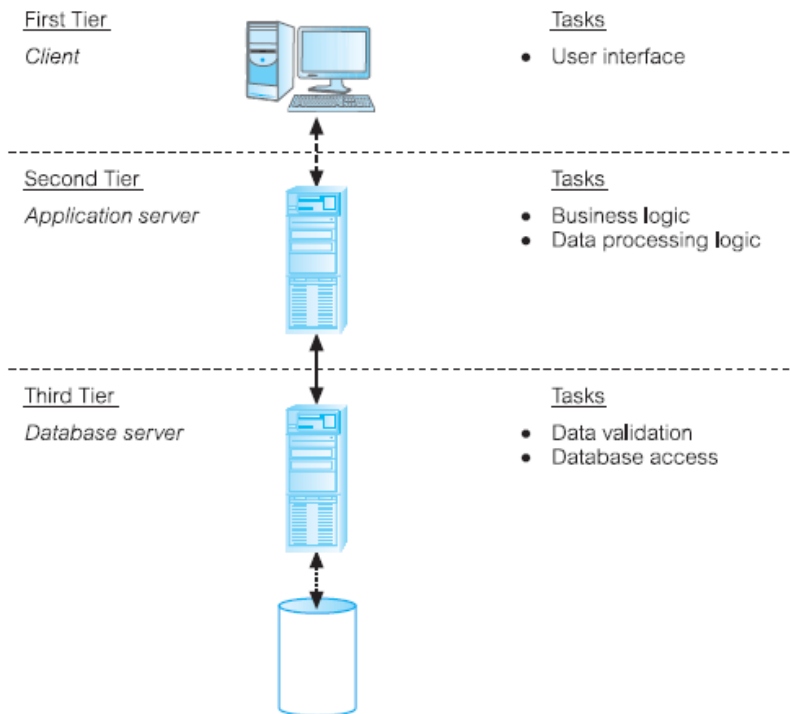 First Tier
Tasks
Client
• User interface
Second Tier
Tasks
Application server
• Business logic
• Data processing logic
Third Tier
Tasks
Database server
• Data validation
• Database access